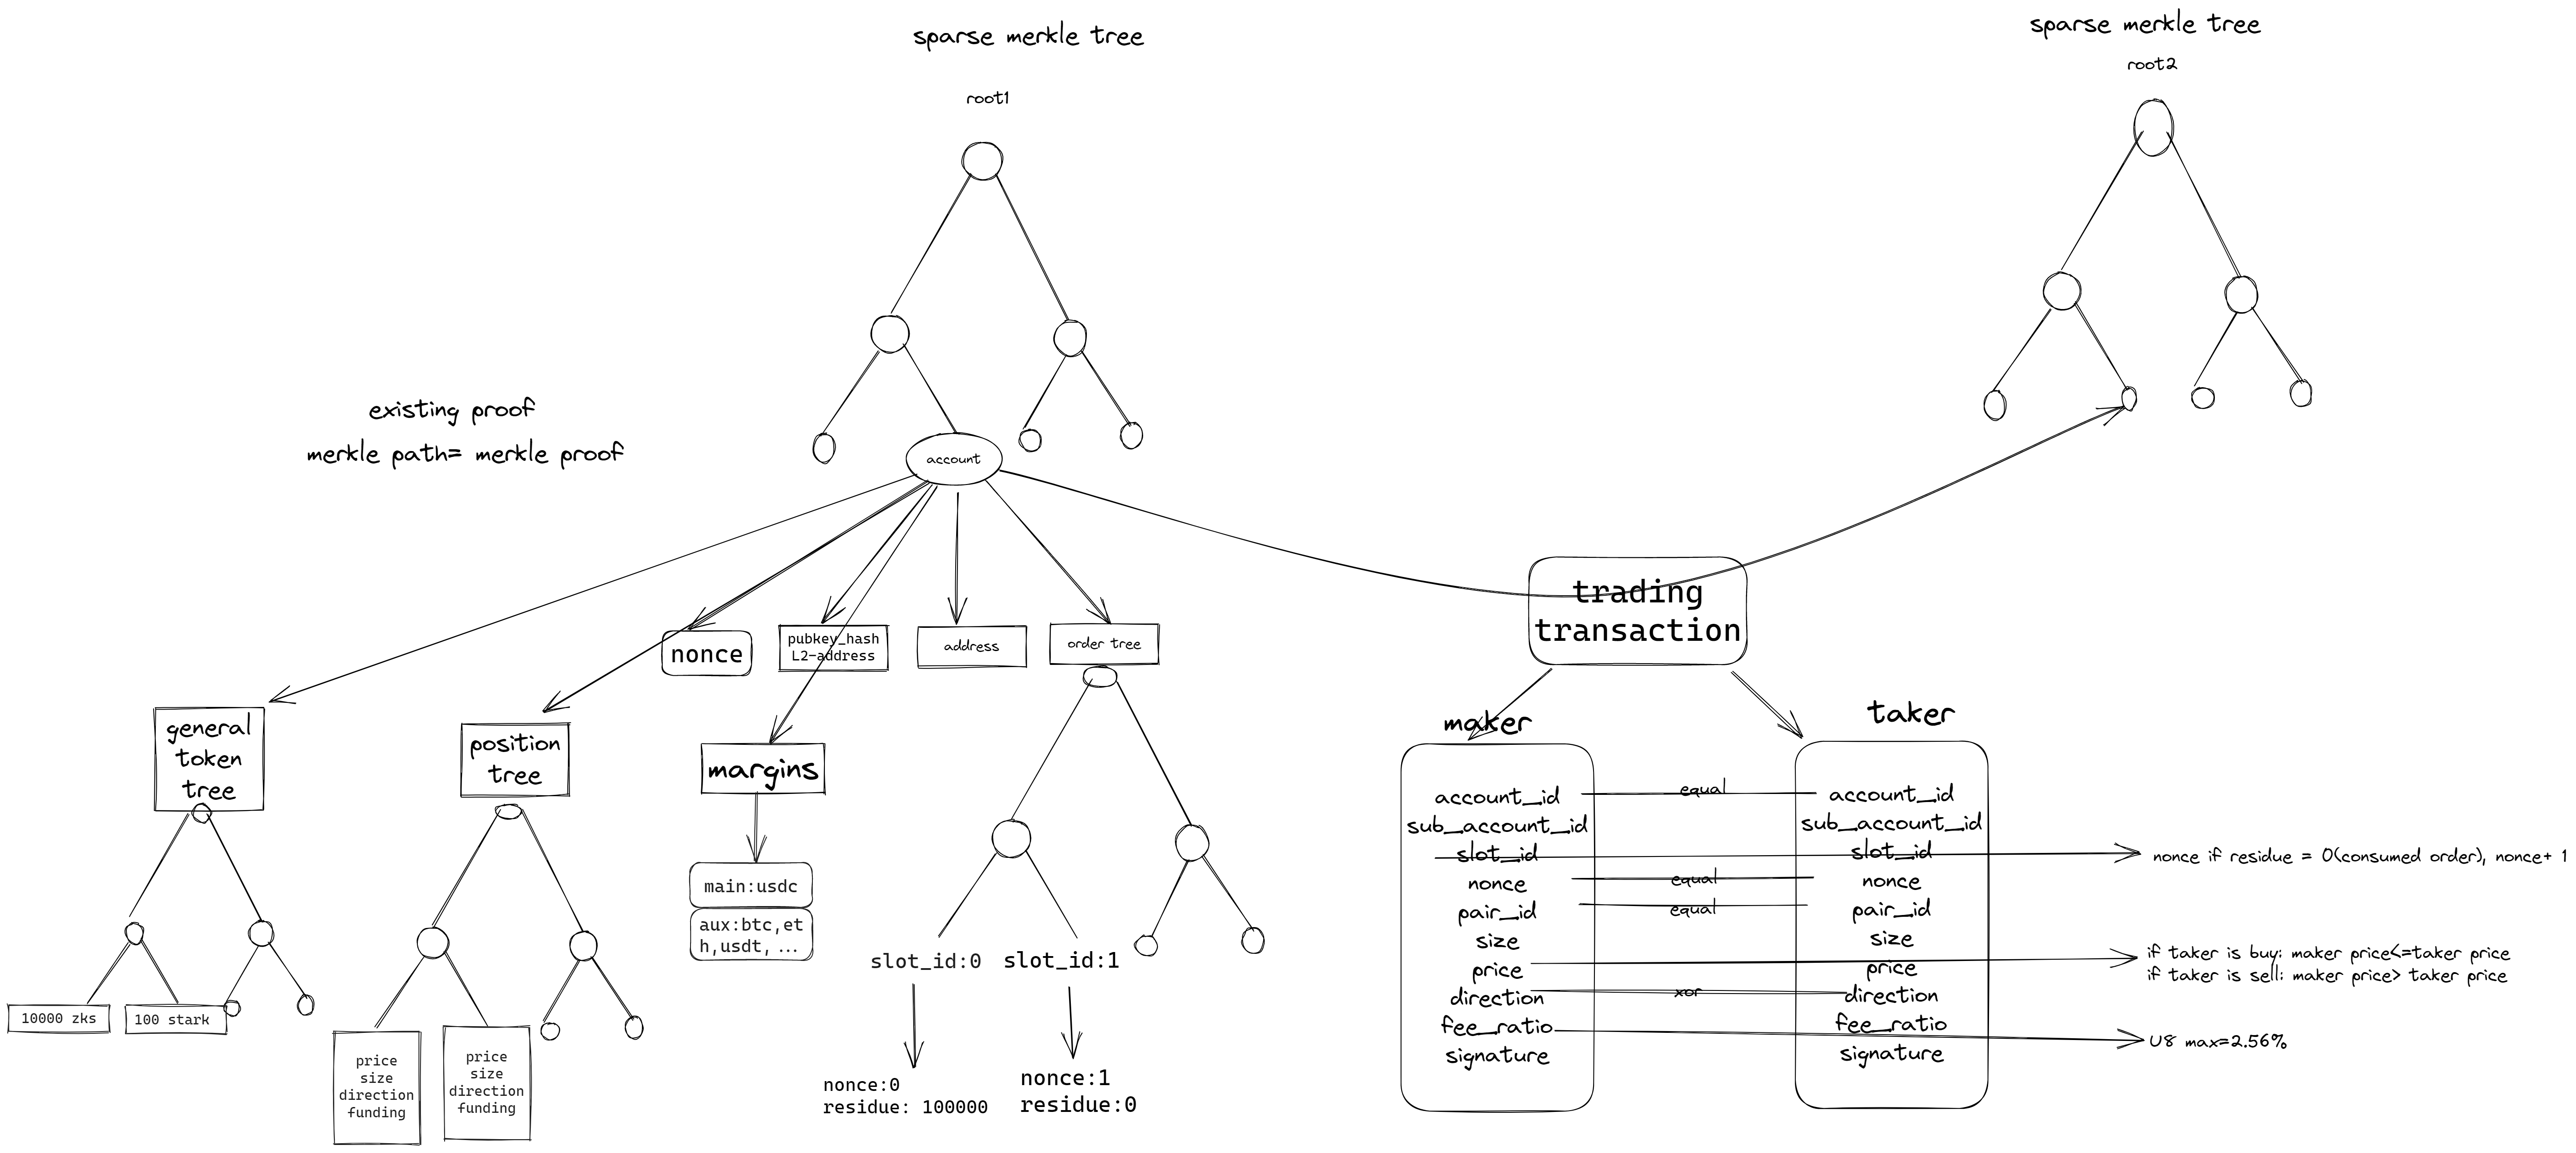 sparse merkle tree
root1
sparse merkle tree
root2
existing proof
merkle path= merkle proof
account
trading
transaction
nonce
pubkey_hash
L2-address
address
order tree
general
token
tree
position
tree
margins
main:usdc
aux:btc,et
h,usdt, ...
10000 zks
100 stark
price
size
direction
funding
price
size
direction
funding
slot_id:0
slot_id:1
nonce:0
residue: 100000
nonce:1
residue:0
maker
account_id
sub_account_id
slot_id
nonce
pair_id
size
price
direction
fee_ratio
signature
equal
equal
equal
xor
taker
account_id
sub_account_id
slot_id
nonce
pair_id
size
price
direction
fee_ratio
signature
nonce if residue = 0(consumed order), nonce+ 1
if taker is buy: maker price<=taker price
if taker is sell: maker price> taker price
U8 max=2.56%